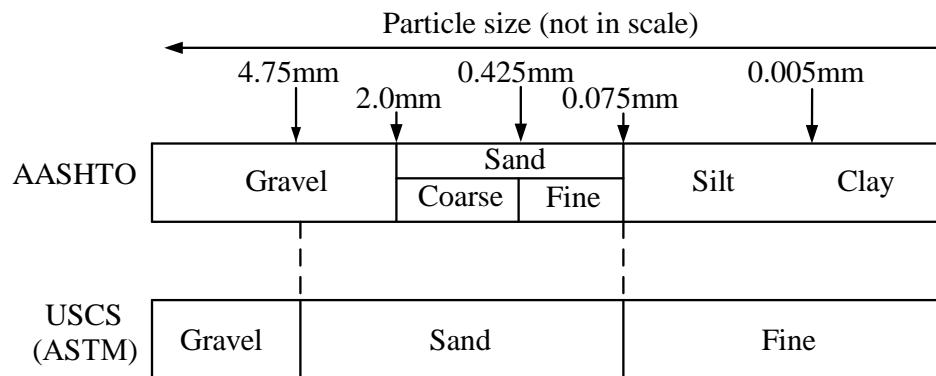 Particle size (not in scale)
4.75mm
0.425mm
0.005mm
2.0mm
0.075mm
AASHTO
Gravel
Sand
Coarse
Fine
Silt
Clay
USCS
(ASTM)
Gravel
Sand
Fine